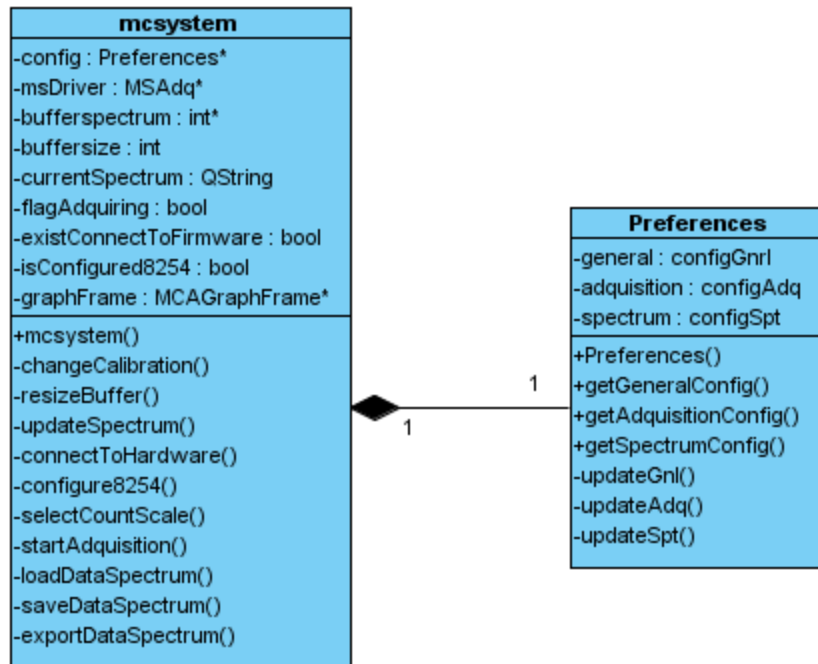 mcsystem
-config : Preferences*
-msDriver : MSAdq*
-bufferspectrum : int*
-buffersize : int
-currentSpectrum : QString
-flagAdquiring : bool
-existConnectToFirmware : bool
-isConfigured8254 : bool
-graphFrame : MCAGraphFrame*
+mcsystem()
-changeCalibration()
-resizeBuffer()
-updateSpectrum()
-connectToHardware()
-configure8254()
-selectCountScale()
-startAdquisition()
-loadDataSpectrum()
-saveDataSpectrum()
-exportDataSpectrum()
1
1
Preferences
-general : configGnrl
-adquisition : configAdq
-spectrum : configSpt
+Preferences()
+getGeneralConfig()
+getAdquisitionConfig()
+getSpectrumConfig()
-updateGnl()
-updateAdq()
-updateSpt()